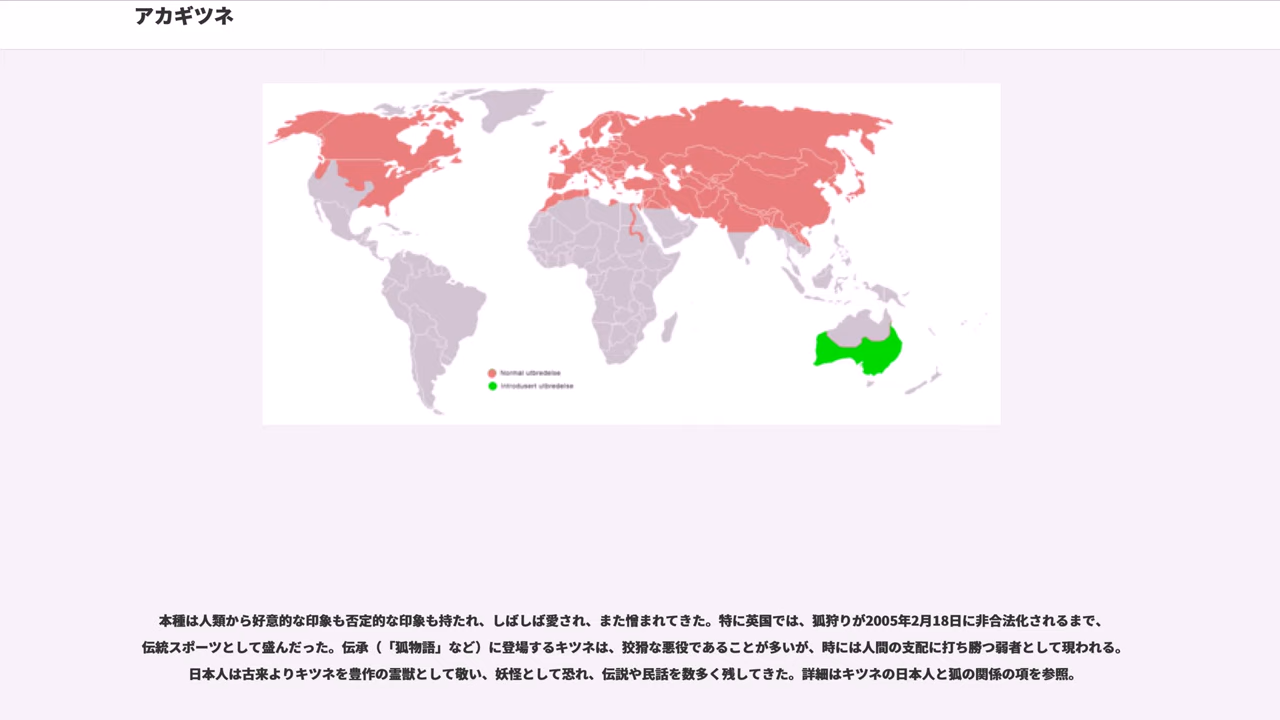 アカギツネ
Normal utbredelse
Introdusert utbredelse
本種は人類から好意的な印象も否定的な印象も持たれ、しばしば愛され、また憎まれてきた。特に英国では、狐狩りが2005年2月18日に非合法化されるまで、
伝統スポーツとして盛んだった。伝承（「狐物語」など）に登場するキツネは、狡猾な悪役であることが多いが、時には人間の支配に打ち勝つ弱者として現われる。
日本人は古来よりキツネを豊作の霊獣として敬い、妖怪として恐れ、伝説や民話を数多く残してきた。詳細はキツネの日本人と狐の関係の項を参照。